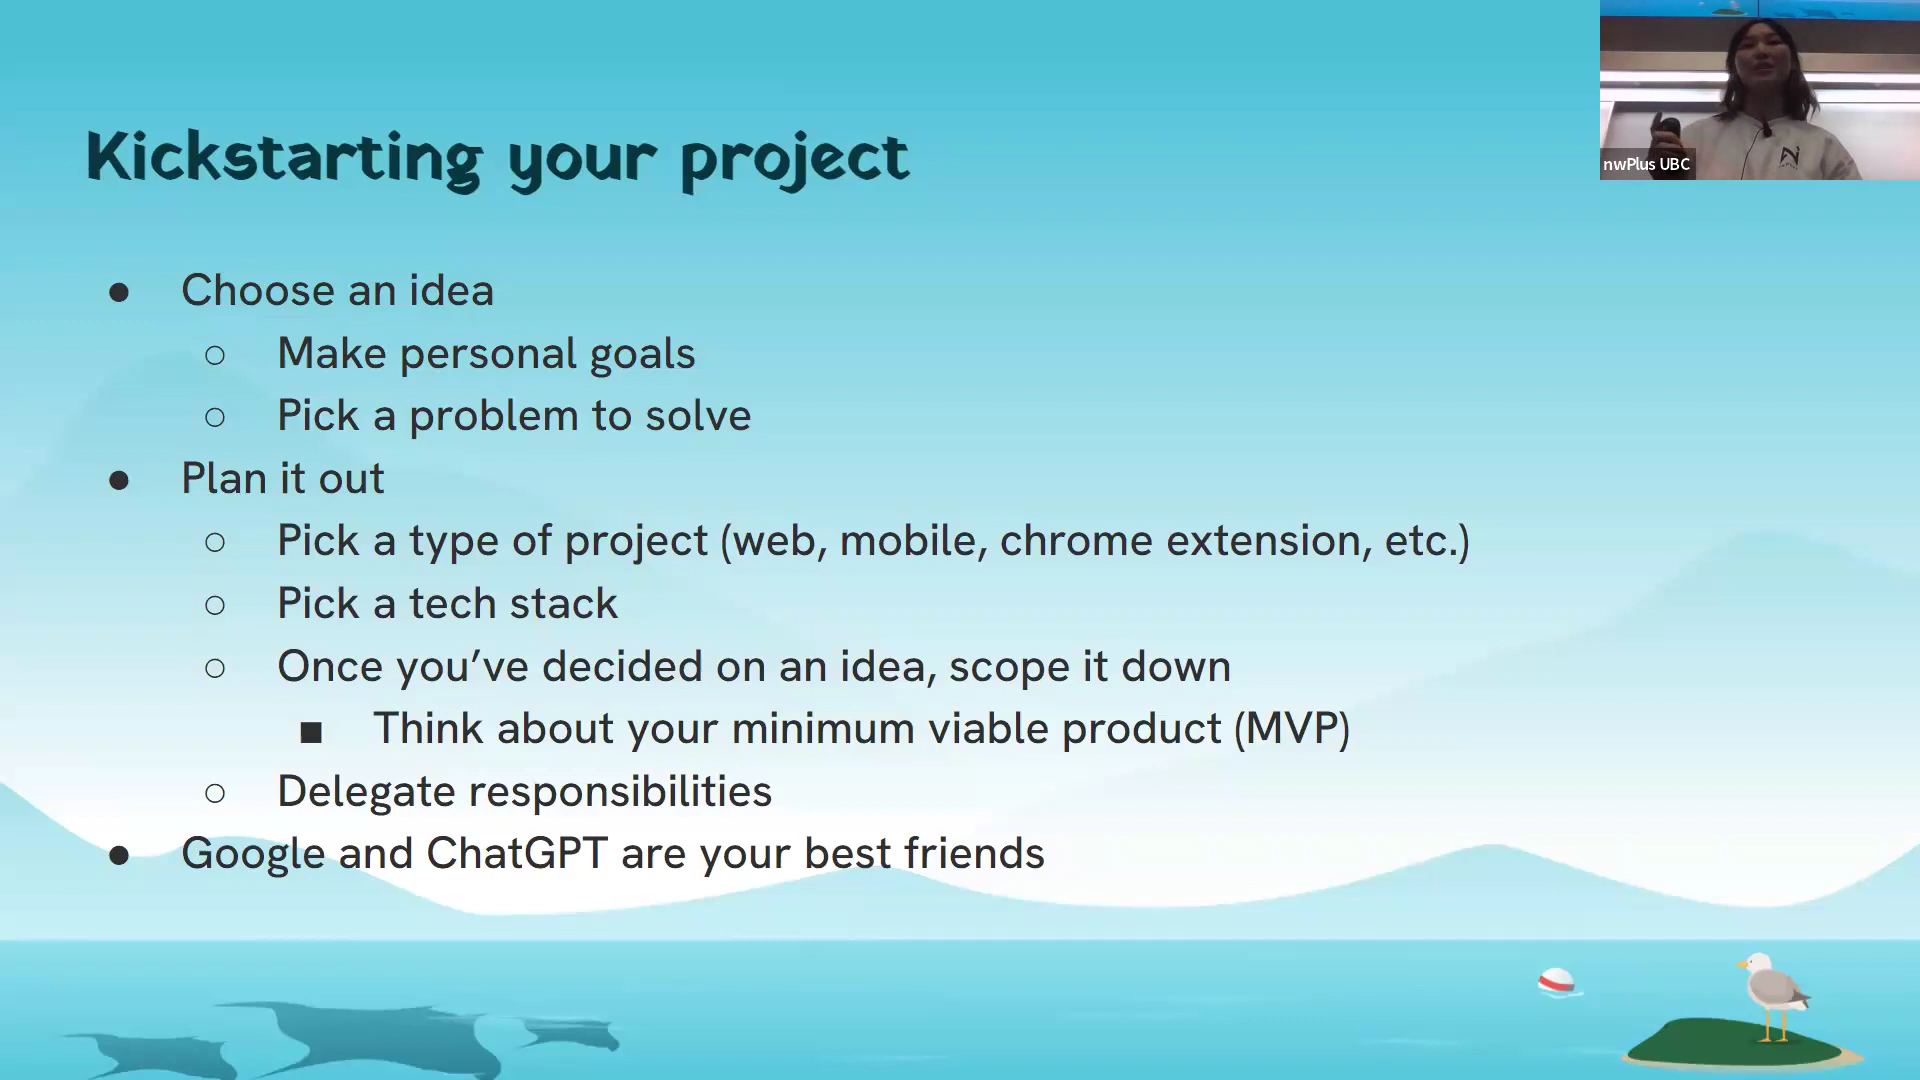 Kickstarting your project
nwPlus UBC
● Choose an idea
○ Make personal goals
○ Pick a problem to solve
● Plan it out
○ Pick a type of project (web, mobile, chrome extension, etc.)
○ Pick a tech stack
○ Once you’ve decided on an idea, scope it down
■ Think about your minimum viable product (MVP)
○ Delegate responsibilities
● Google and ChatGPT are your best friends